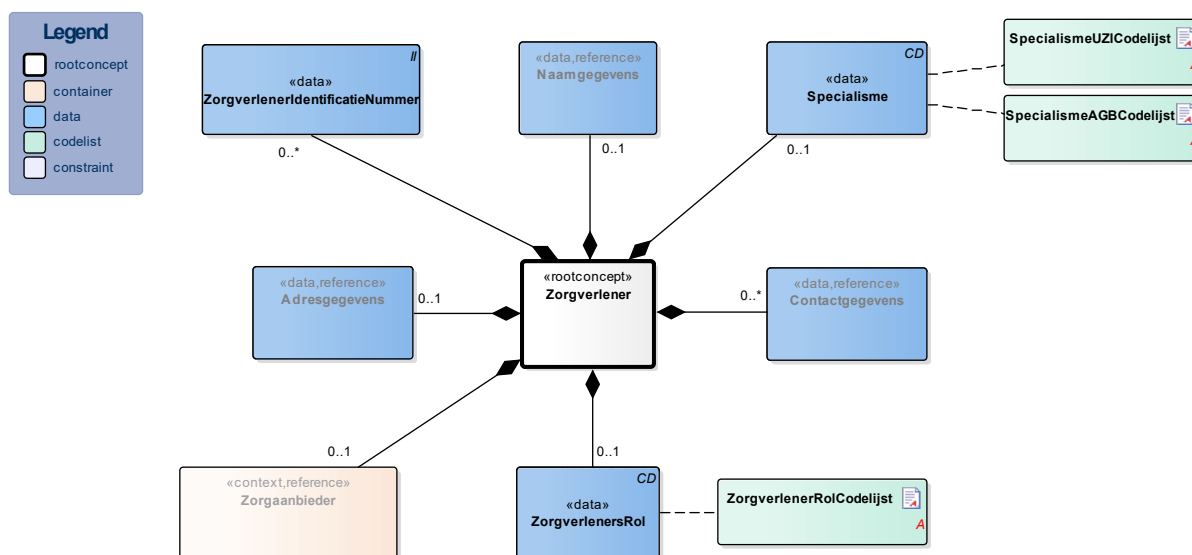 Legend
rootconcept
container
data
codelist
constraint
II
«data»
ZorgverlenerIdentificatieNummer
0..*
«data,reference»
Naamgegevens
0..1
CD
«data»
Specialisme
0..1
SpecialismeUZICodelijst
SpecialismeAGBCodelijst
«data,reference»
Adresgegevens
0..1
«rootconcept»
Zorgverlener
0..*
«data,reference»
Contactgegevens
0..1
«context,reference»
Zorgaanbieder
0..1
CD
«data»
ZorgverlenersRol
ZorgverlenerRolCodelijst
A